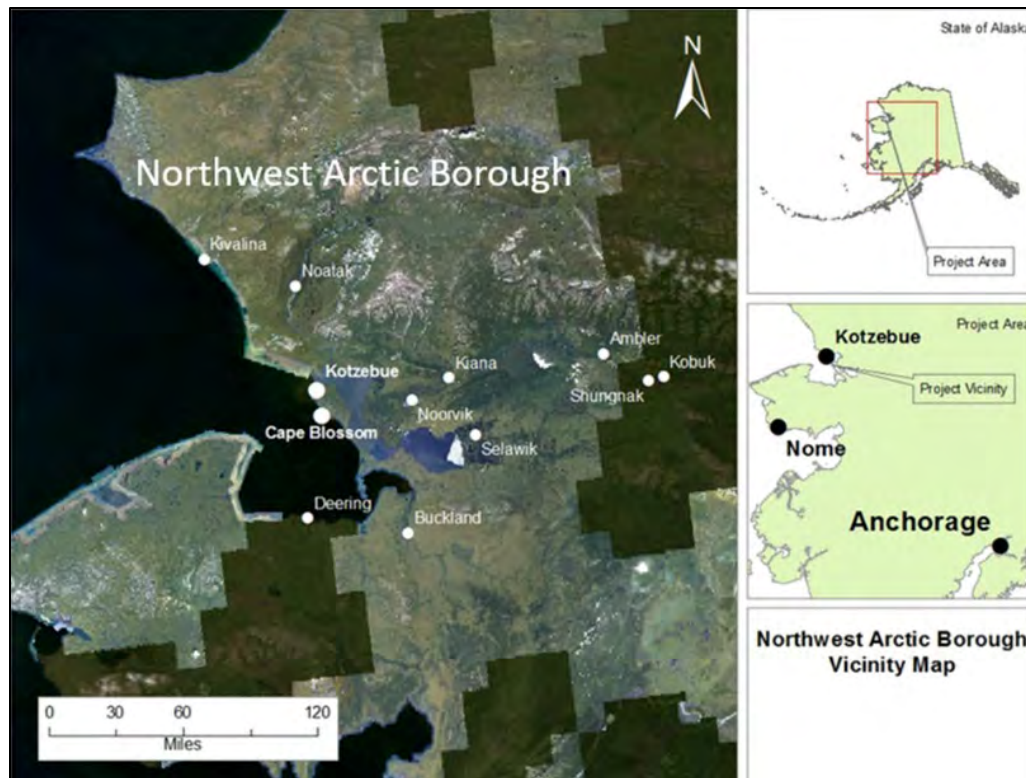 N
Northwest Arctic Borough
Kivalina
Noatak
Ambler
Kotzebue
Kiana
Kobuk
Shungnak
Noorvik
Cape Blossom
Selawik
Deering
Buckland
0 30 60 120
Miles
State of Alaska
Project Area
Project Area
Kotzebue
Project Vicinity
Nome
Anchorage
Northwest Arctic Borough
Vicinity Map